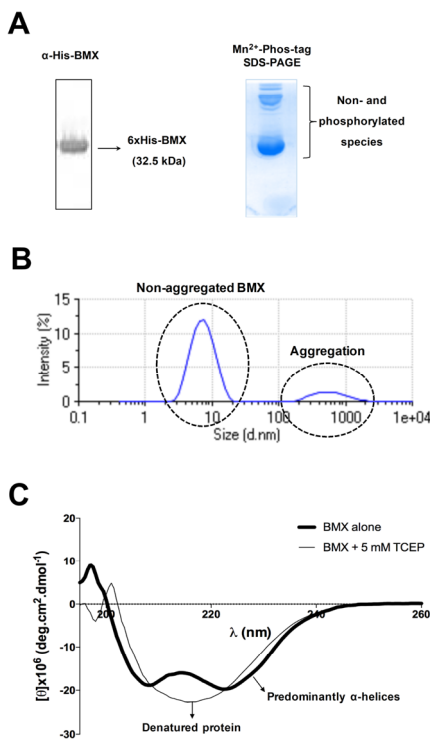 A
α-His-BMX
6xHis-BMX
(32.5 kDa)
Mn2+-Phos-tag
SDS-PAGE
Non- and
phosphorylated
species
B
Non-aggregated BMX
Aggregation
Intensity (%)
15
10
5
0
0.1 1 10 100 1000 1e+04
Size (d.nm)
C
[θ]x10⁶ (deg.cm².dmol⁻¹)
20
10
0
-10
-20
-30
200 220 240 260
λ (nm)
BMX alone
BMX + 5 mM TCEP
Predominantly α-helices
Denatured protein